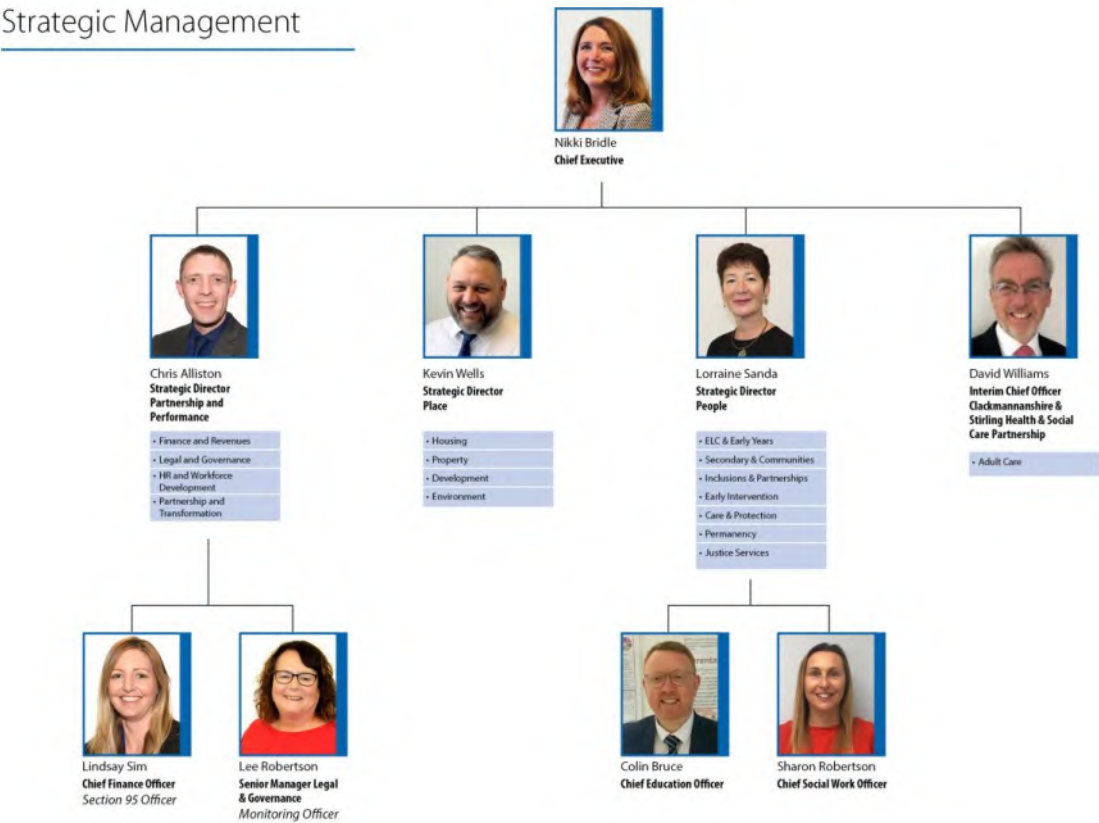 Strategic Management
Nikki Bridle
Chief Executive
Chris Alliston
Strategic Director
Partnership and
Performance
• Finance and Revenues
• Legal and Governance
• HR and Workforce
Development
• Partnership and
Transformation
Kevin Wells
Strategic Director
Place
• Housing
• Property
• Development
• Environment
Lorraine Sanda
Strategic Director
People
• ELC & Early Years
• Secondary & Communities
• Inclusions & Partnerships
• Early Intervention
• Care & Protection
• Permanency
• Justice Services
David Williams
Interim Chief Officer
Clackmannanshire &
Stirling Health & Social
Care Partnership
• Adult Care
Lindsay Sim
Chief Finance Officer
Section 95 Officer
Lee Robertson
Senior Manager Legal
& Governance
Monitoring Officer
Colin Bruce
Chief Education Officer
Sharon Robertson
Chief Social Work Officer